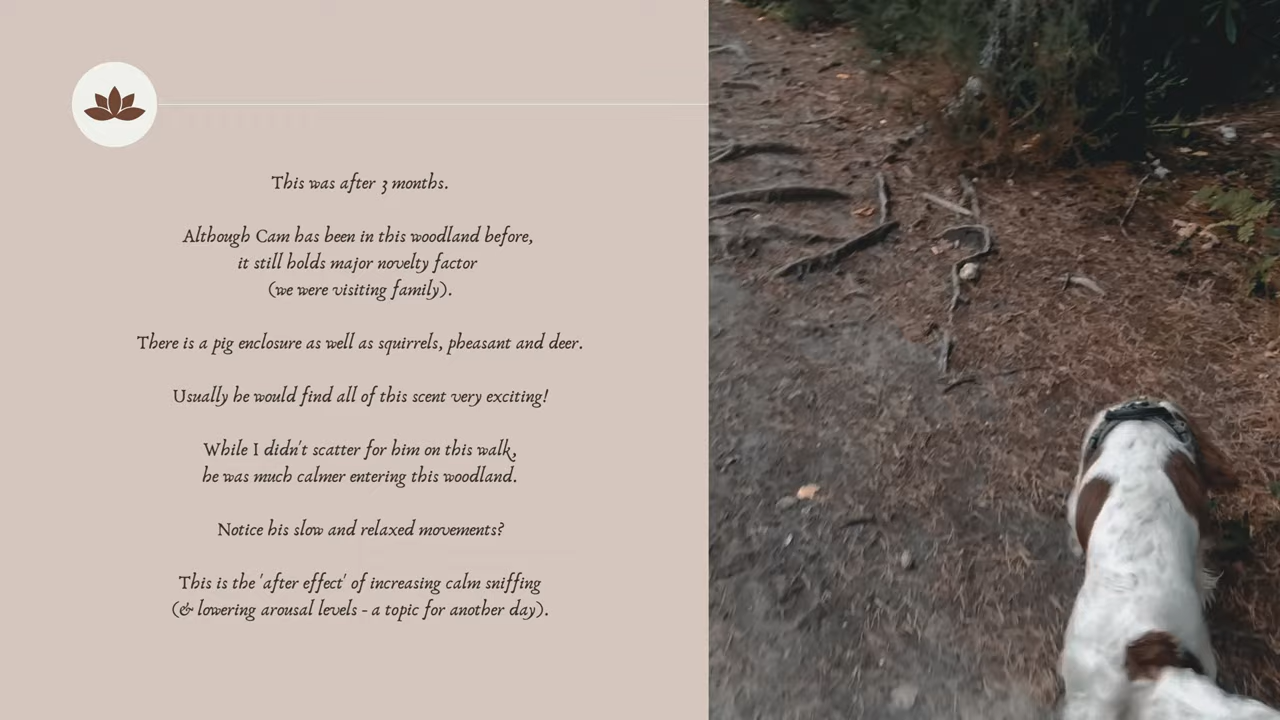 This was after 3 months.
Although Cam has been in this woodland before,
it still holds major novelty factor
(we were visiting family).
There is a pig enclosure as well as squirrels, pheasant and deer.
Usually he would find all of this scent very exciting!
While I didn't scatter for him on this walk,
he was much calmer entering this woodland.
Notice his slow and relaxed movements?
This is the 'after effect' of increasing calm sniffing
(& lowering arousal levels - a topic for another day).